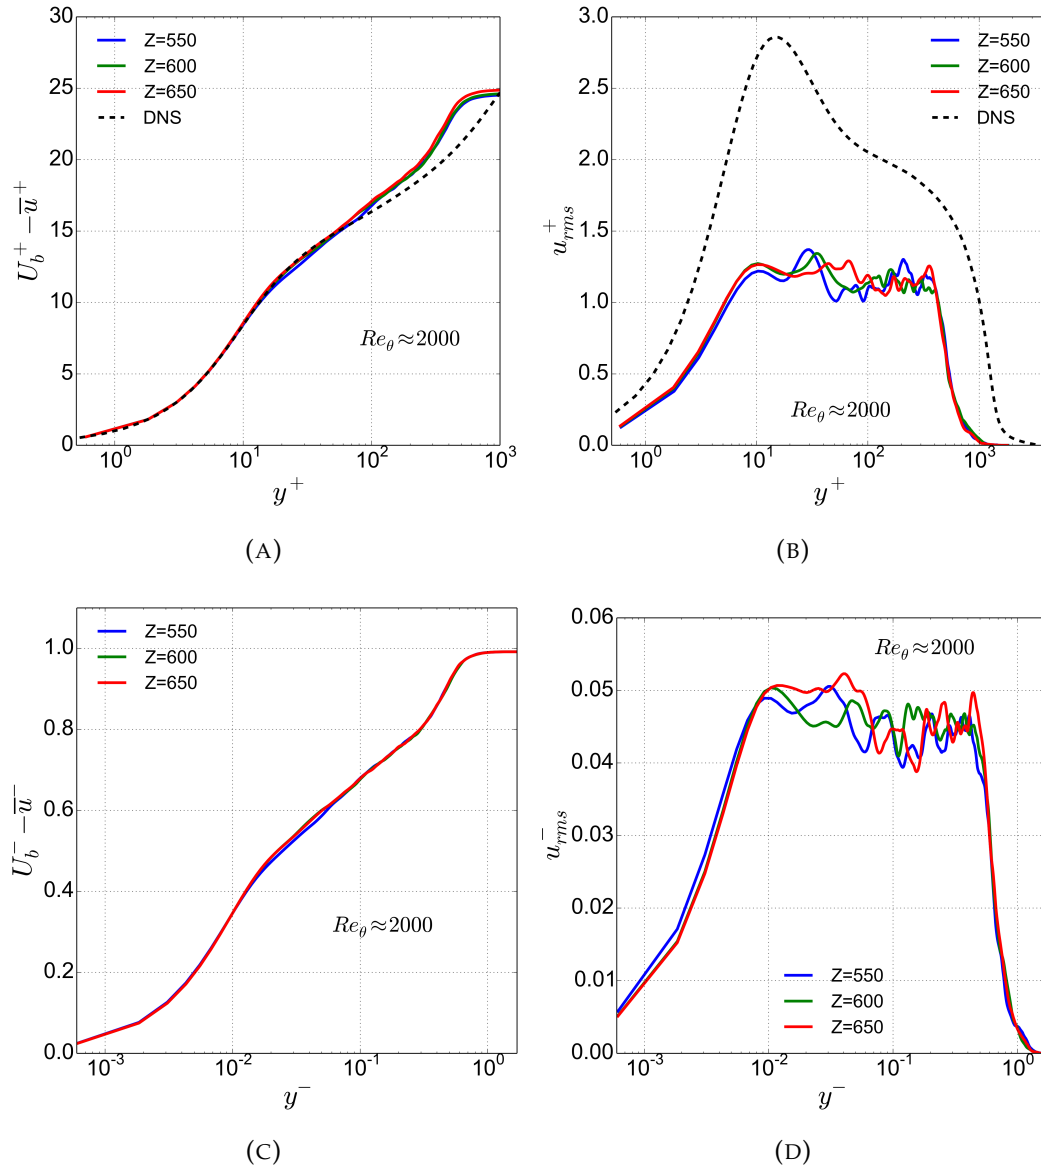 30
25
20
15
10
5
0
10^0
10^1
10^2
10^3
y^+
U_b^+ − u̅^+
Z=550
Z=600
Z=650
DNS
Re_θ ≈ 2000
(A)
3.0
2.5
2.0
1.5
1.0
0.5
0.0
10^0
10^1
10^2
10^3
y^+
u_{rms}^+
Z=550
Z=600
Z=650
DNS
Re_θ ≈ 2000
(B)
1.0
0.8
0.6
0.4
0.2
0.0
10^{-3}
10^{-2}
10^{-1}
10^0
y^−
U_b^− − u̅^−
Z=550
Z=600
Z=650
Re_θ ≈ 2000
(C)
0.06
0.05
0.04
0.03
0.02
0.01
0.00
10^{-3}
10^{-2}
10^{-1}
10^0
y^−
u_{rms}^−
Re_θ ≈ 2000
Z=550
Z=600
Z=650
(D)